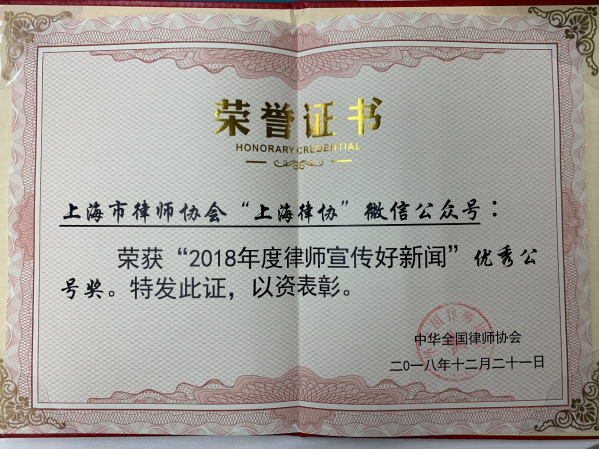 荣誉证书
HONORARY CREDENTIAL
上海市律师协会“上海律协”微信公众号：
荣获“2018年度律师宣传好新闻”优秀公
号奖。特发此证，以资表彰。
中华全国律师协会
二〇一八年十二月二十一日